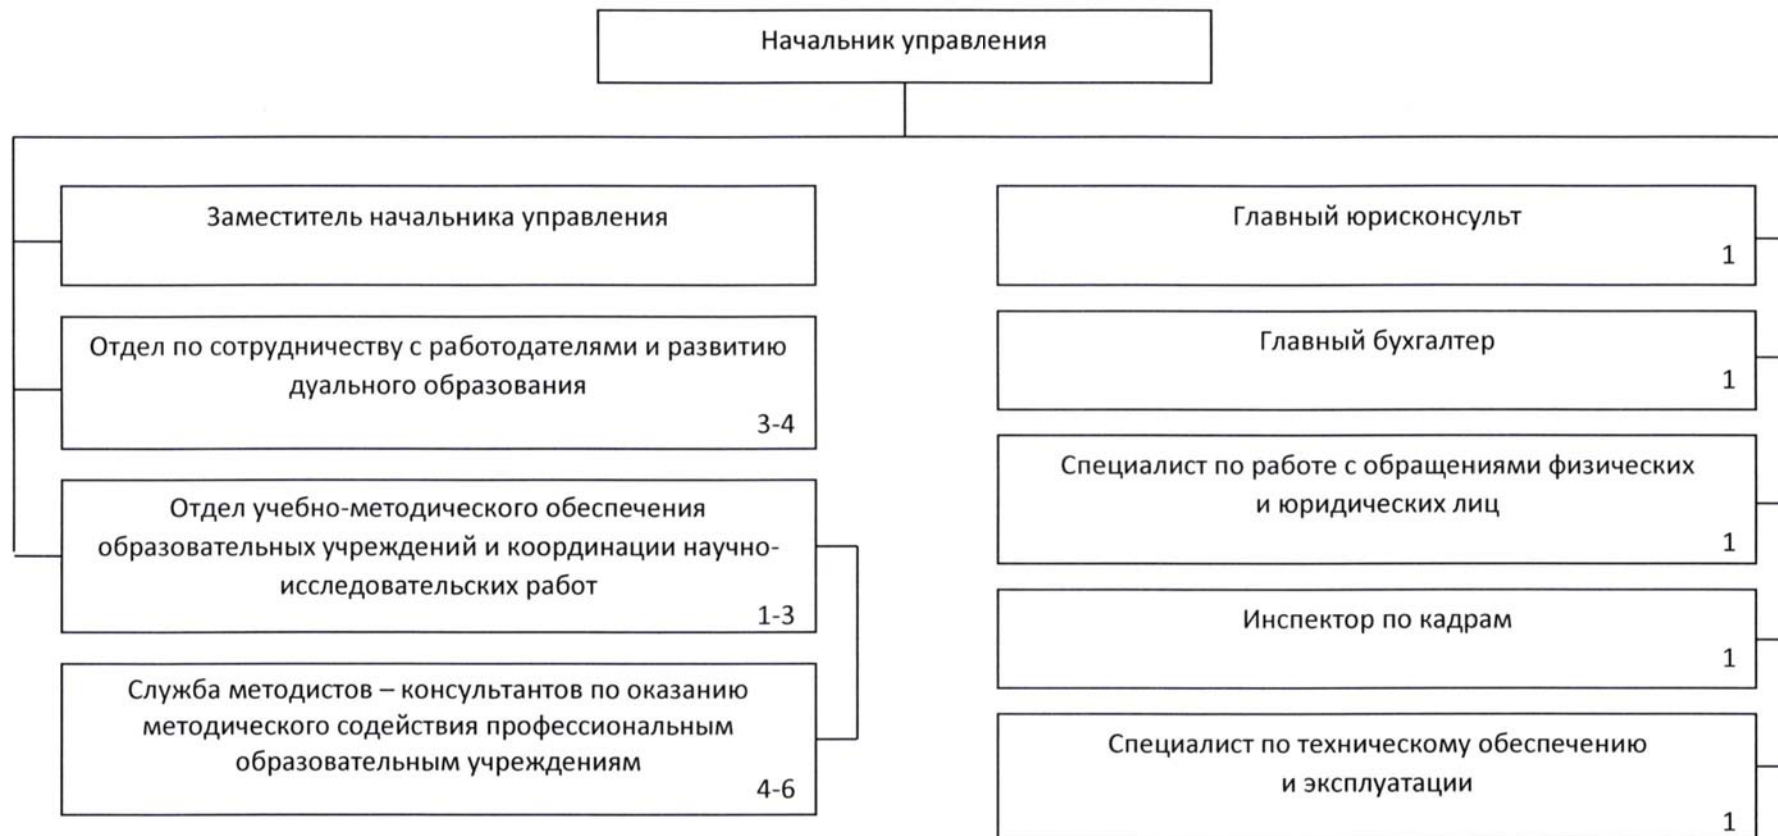 Начальник управления
Заместитель начальника управления
Отдел по сотрудничеству с работодателями и развитию
дуального образования
3-4
Отдел учебно-методического обеспечения
образовательных учреждений и координации научно-
исследовательских работ
1-3
Служба методистов – консультантов по оказанию
методического содействия профессиональным
образовательным учреждениям
4-6
Главный юрисконсульт
1
Главный бухгалтер
1
Специалист по работе с обращениями физических
и юридических лиц
1
Инспектор по кадрам
1
Специалист по техническому обеспечению
и эксплуатации
1